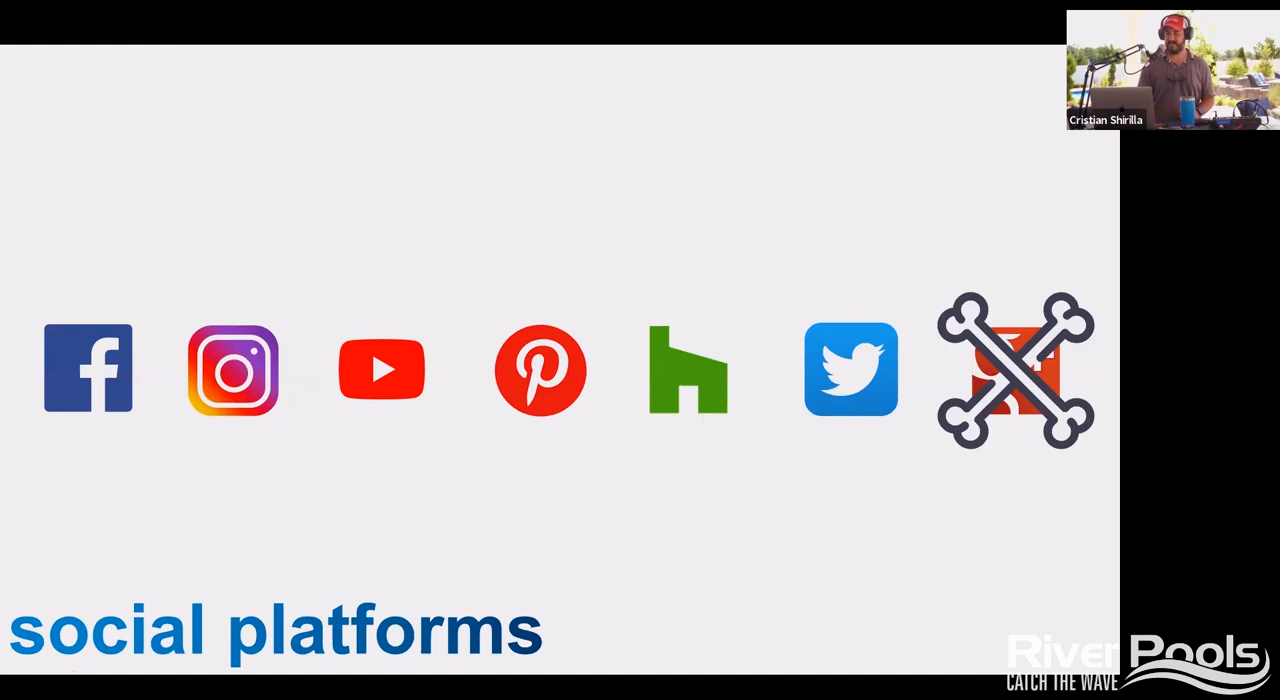 Cristian Shirilla
social platforms
River Pools
CATCH THE WAVE